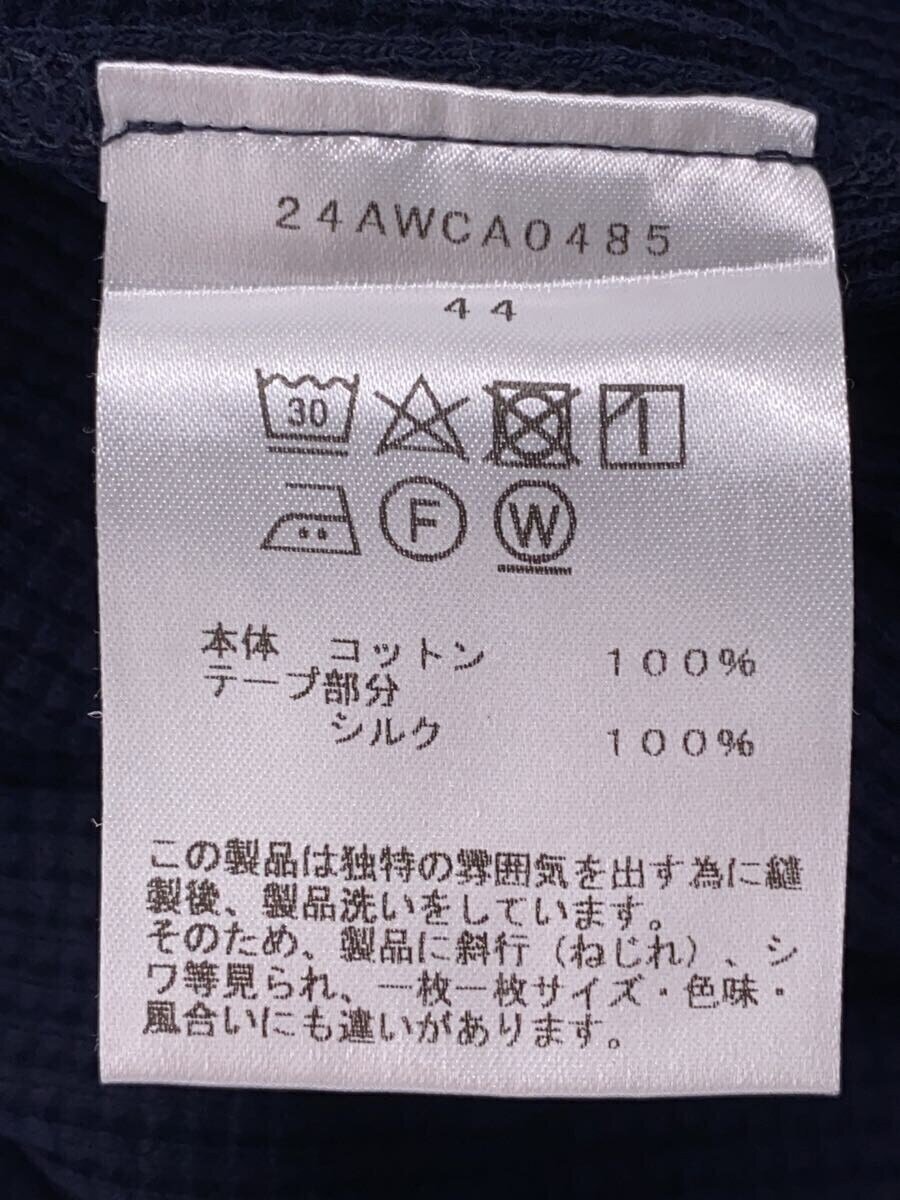 24AWCA0485
44
30
F
W
本体 コットン 100%
テープ部分
シルク 100%
この製品は独特の雰囲気を出す為に縫
製後、製品洗いをしています。
そのため、製品に斜行(ねじれ)、シ
ワ等見られ、一枚一枚サイズ・色味・
風合いにも違いがあります。